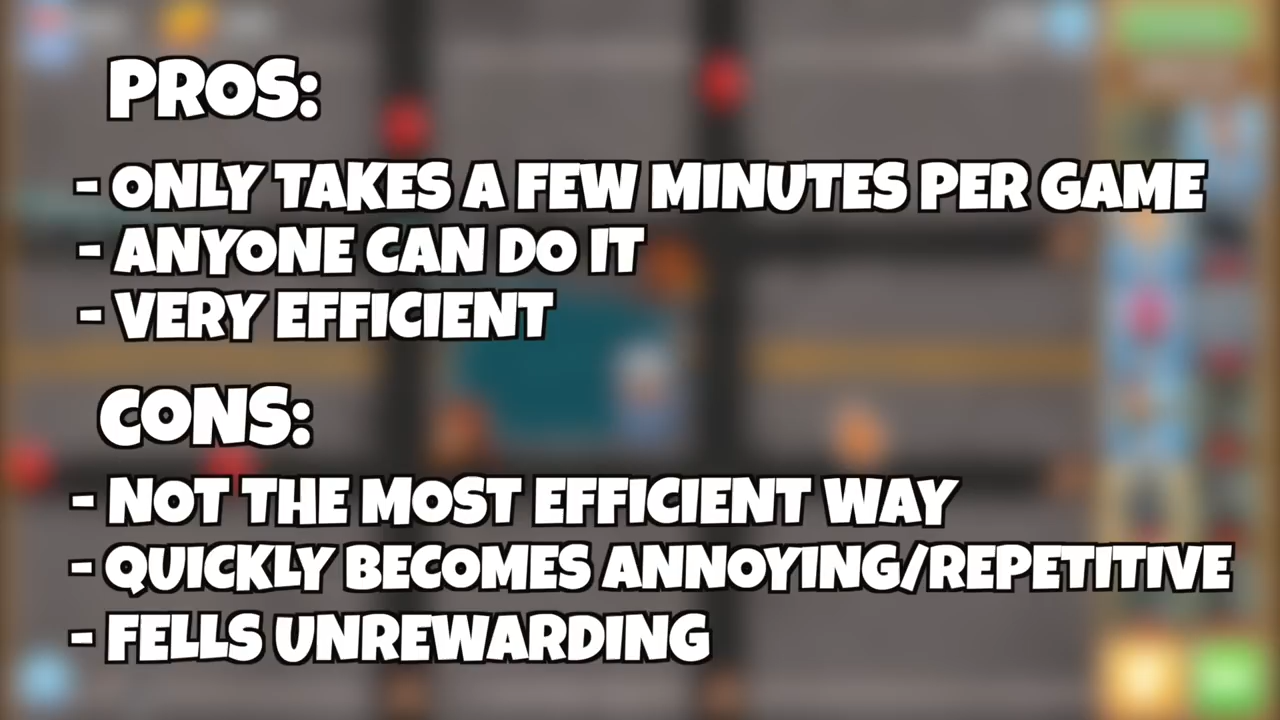 PROS:
- ONLY TAKES A FEW MINUTES PER GAME
- ANYONE CAN DO IT
- VERY EFFICIENT
CONS:
- NOT THE MOST EFFICIENT WAY
- QUICKLY BECOMES ANNOYING/REPETITIVE
- FELLS UNREWARDING